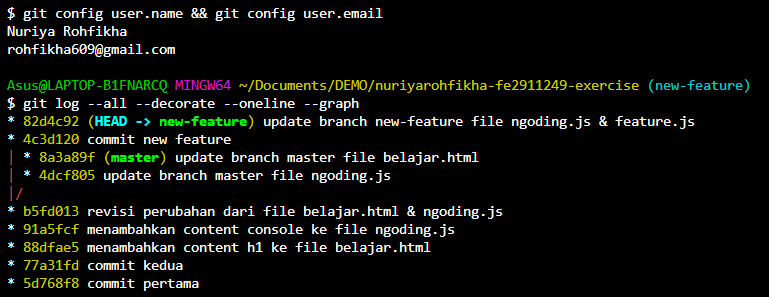 $ git config user.name && git config user.email
Nuriya Rohfikha
rohfikha609@gmail.com
Asus@LAPTOP-B1FNARCQ MINGW64 ~/Documents/DEMO/nuriyarohfikha-fe2911249-exercise (new-feature)
$ git log --all --decorate --oneline --graph
* 82d4c92 (HEAD -> new-feature) update branch new-feature file ngoding.js & feature.js
* 4c3d120 commit new feature
| * 8a3a89f (master) update branch master file belajar.html
| * 4dcf805 update branch master file ngoding.js
|/
* b5fd013 revisi perubahan dari file belajar.html & ngoding.js
* 91a5fcf menambahkan content console ke file ngoding.js
* 88dfae5 menambahkan content h1 ke file belajar.html
* 77a31fd commit kedua
* 5d768f8 commit pertama